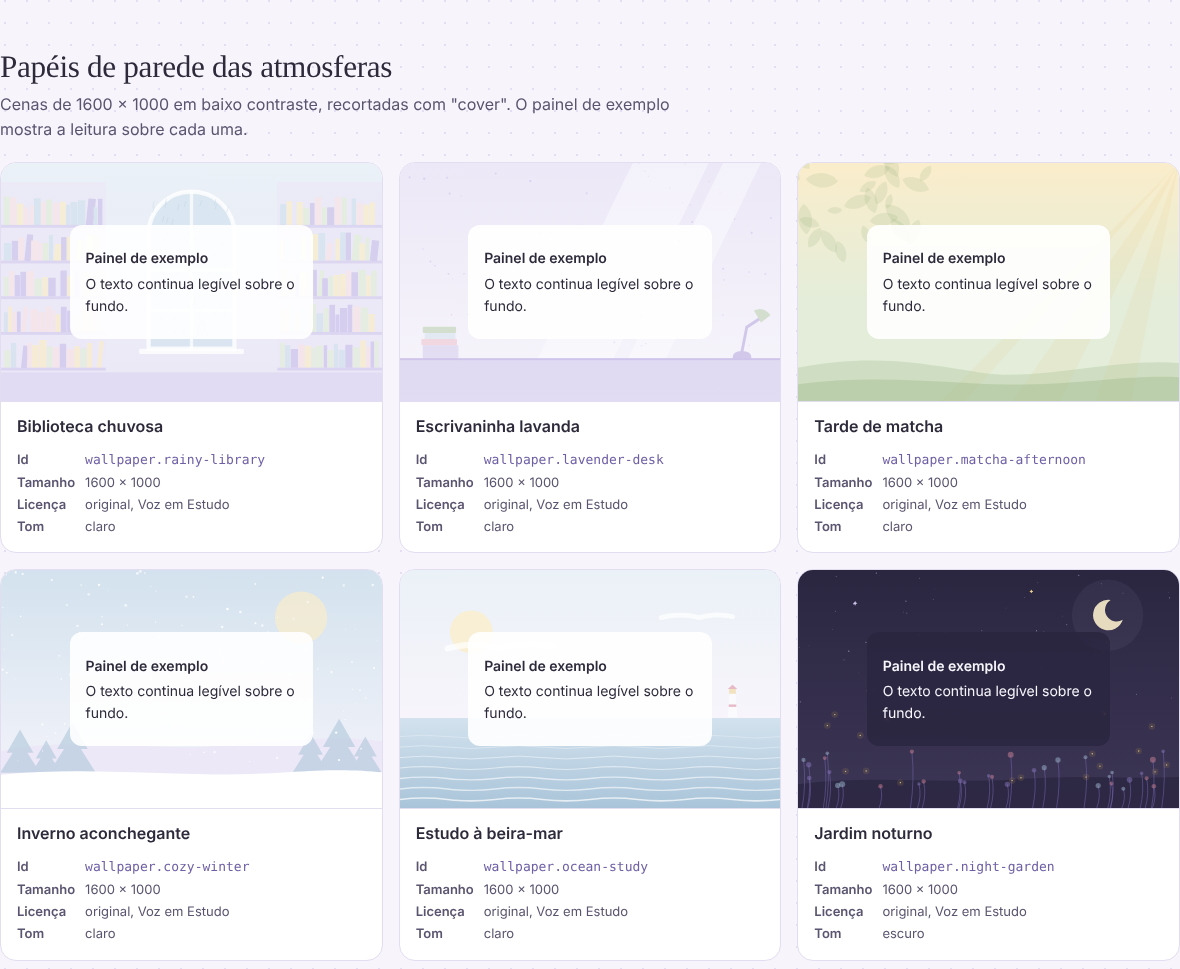 Papéis de parede das atmosferas
Cenas de 1600 × 1000 em baixo contraste, recortadas com "cover". O painel de exemplo
mostra a leitura sobre cada uma.
Painel de exemplo
O texto continua legível sobre o
fundo.
Biblioteca chuvosa
Id wallpaper.rainy-library
Tamanho 1600 × 1000
Licença original, Voz em Estudo
Tom claro
Painel de exemplo
O texto continua legível sobre o
fundo.
Escrivaninha lavanda
Id wallpaper.lavender-desk
Tamanho 1600 × 1000
Licença original, Voz em Estudo
Tom claro
Painel de exemplo
O texto continua legível sobre o
fundo.
Tarde de matcha
Id wallpaper.matcha-afternoon
Tamanho 1600 × 1000
Licença original, Voz em Estudo
Tom claro
Painel de exemplo
O texto continua legível sobre o
fundo.
Inverno aconchegante
Id wallpaper.cozy-winter
Tamanho 1600 × 1000
Licença original, Voz em Estudo
Tom claro
Painel de exemplo
O texto continua legível sobre o
fundo.
Estudo à beira-mar
Id wallpaper.ocean-study
Tamanho 1600 × 1000
Licença original, Voz em Estudo
Tom claro
Painel de exemplo
O texto continua legível sobre o
fundo.
Jardim noturno
Id wallpaper.night-garden
Tamanho 1600 × 1000
Licença original, Voz em Estudo
Tom escuro